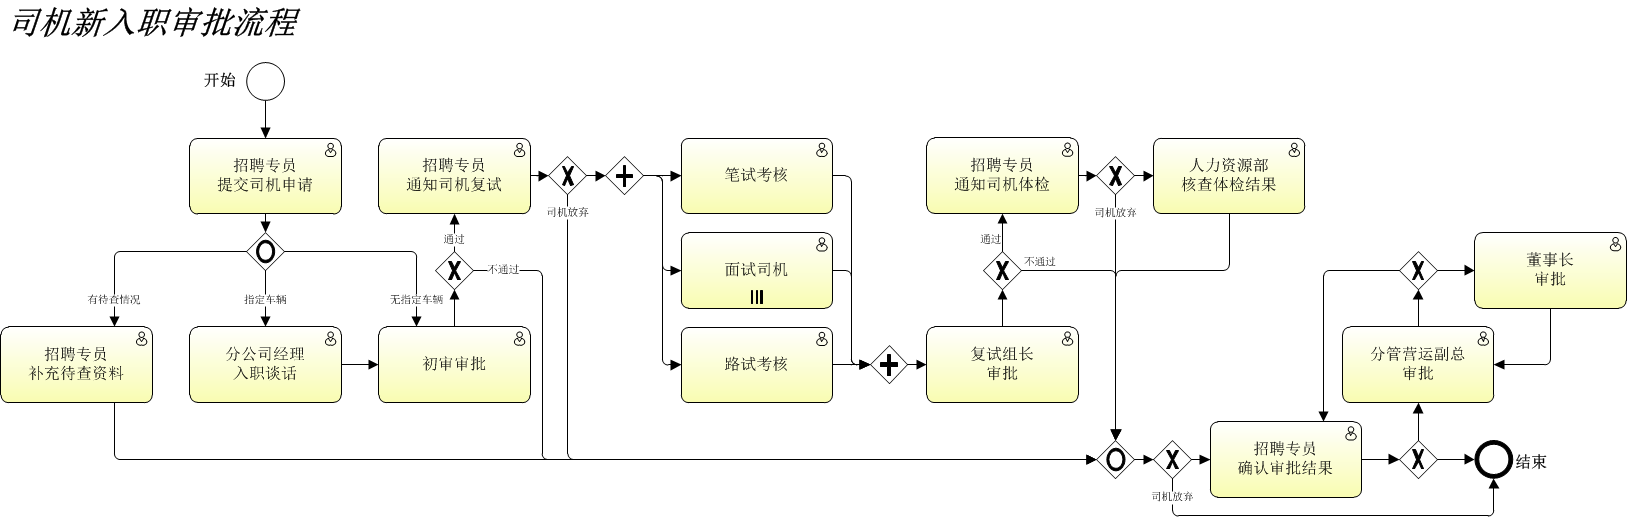 司机新入职审批流程
开始
招聘专员
提交司机申请
招聘专员
通知司机复试
司机放弃
笔试考核
招聘专员
通知司机体检
司机放弃
人力资源部
核查体检结果
通过
不通过
面试司机
通过
不通过
董事长
审批
有待查情况
指定车辆
无指定车辆
招聘专员
补充待查资料
分公司经理
入职谈话
初审审批
路试考核
复试组长
审批
分管营运副总
审批
招聘专员
确认审批结果
结束
司机放弃